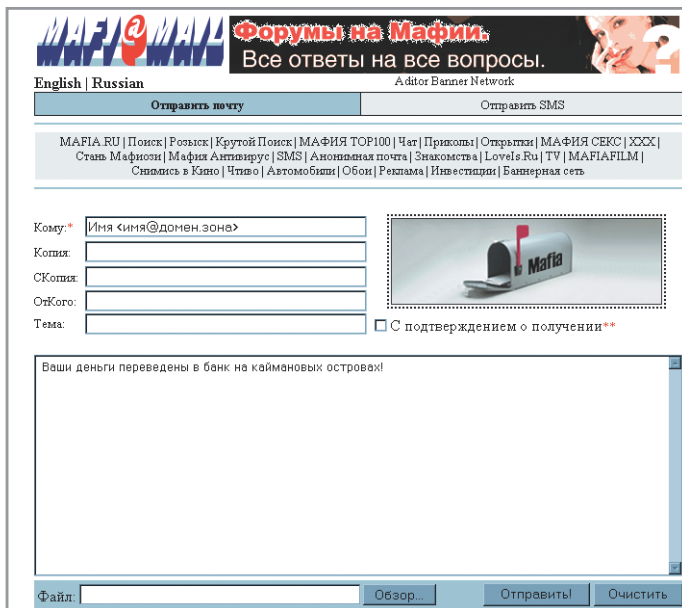 MAFI@MAIL
Форумы на Мафии.
Все ответы на все вопросы.
English | Russian
Aditor Banner Network
Отправить почту
Отправить SMS
MAFIA.RU | Поиск | Розыск | Крутой Поиск | МАФИЯ TOP100 | Чат | Приколы | Открытки | МАФИЯ СЕКС | XXX |
Стань Мафиози | Мафия Антивирус | SMS | Анонимная почта | Знакомства | LoveIs.Ru | TV | MAFIAFILM |
Снимись в Кино | Чтиво | Автомобили | Обои | Реклама | Инвестиции | Баннерная сеть
Кому:* Имя <имя@домен.зона>
Копия:
СКопия:
ОтКого:
Тема:
Mafia
С подтверждением о получении**
Ваши деньги переведены в банк на каймановых островах!
Файл: Обзор... Отправить! Очистить